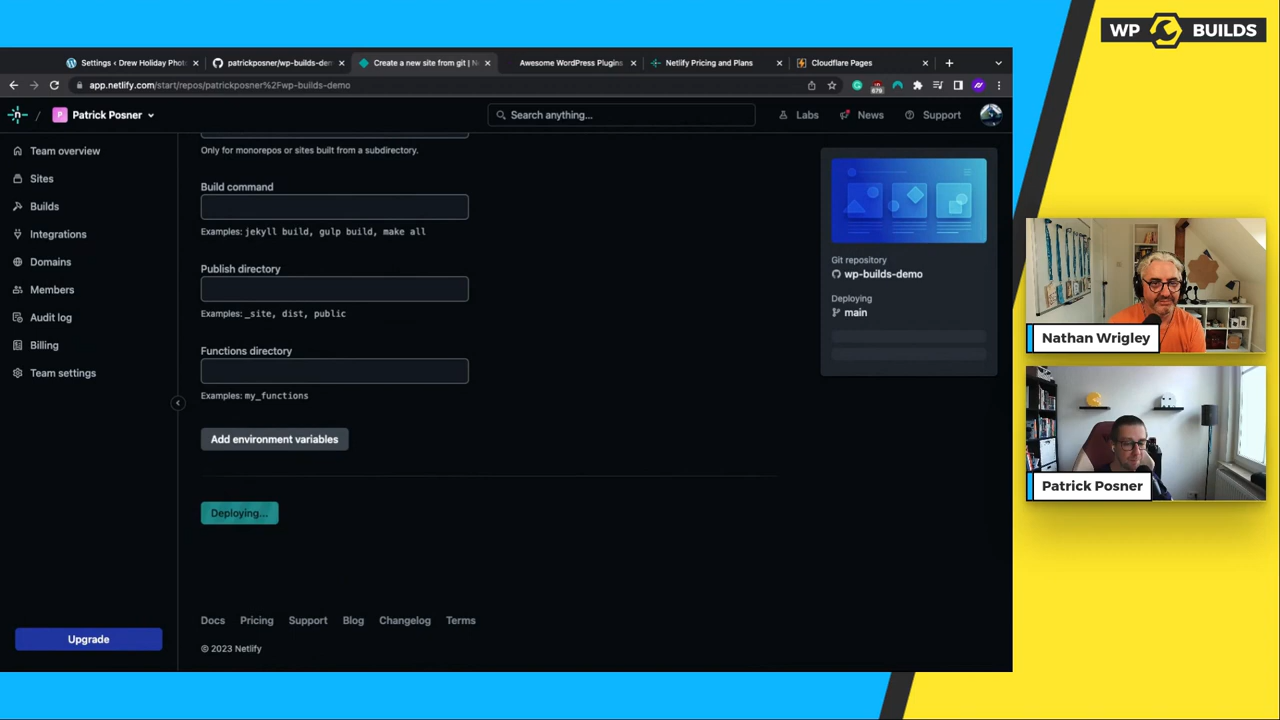 WP BUILDS
Settings ‹ Drew Holiday Phot
patrickposner/wp-builds-dem
Create a new site from git | N
Awesome WordPress Plugins
Netlify Pricing and Plans
Cloudflare Pages
app.netlify.com/start/repos/patrickposner%2Fwp-builds-demo
679
/ P Patrick Posner
Search anything...
Labs
News
Support
Team overview
Sites
Builds
Integrations
Domains
Members
Audit log
Billing
Team settings
Upgrade
Only for monorepos or sites built from a subdirectory.
Build command
Examples: jekyll build, gulp build, make all
Publish directory
Examples: _site, dist, public
Functions directory
Examples: my_functions
Add environment variables
Deploying...
Git repository
wp-builds-demo
Deploying
main
Docs Pricing Support Blog Changelog Terms
© 2023 Netlify
Nathan Wrigley
Patrick Posner